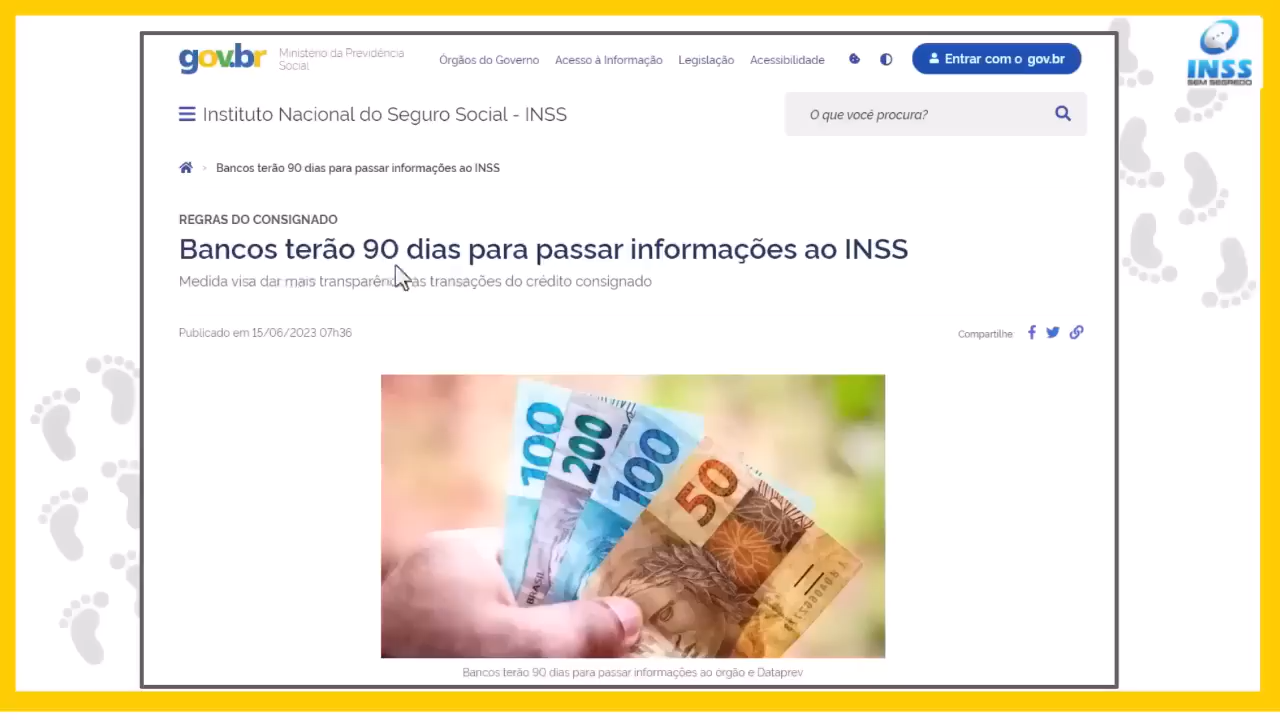 gov.br
Ministério da Previdência
Social
Órgãos do Governo Acesso à Informação Legislação Acessibilidade
Entrar com o gov.br
INSS
SEM SEGREDO
Instituto Nacional do Seguro Social - INSS
O que você procura?
Bancos terão 90 dias para passar informações ao INSS
REGRAS DO CONSIGNADO
Bancos terão 90 dias para passar informações ao INSS
Medida visa dar mais transparênc às transações do crédito consignado
Publicado em 15/06/2023 07h36
Compartilhe:
100
200
100
50
BRASIL
Bancos terão 90 dias para passar informações ao órgão e Dataprev